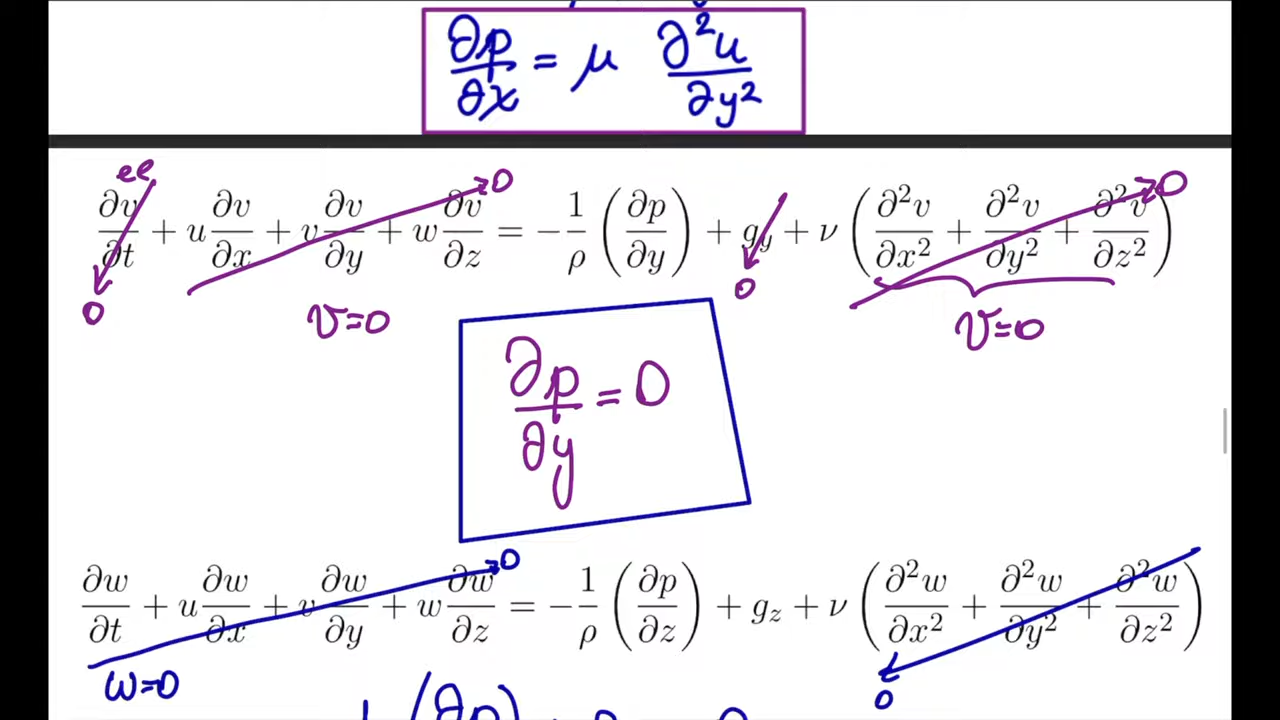 ∂p/∂x = μ ∂²u/∂y²
ee 0 0
∂v/∂t + u ∂v/∂x + v ∂v/∂y + w ∂v/∂z = −1/ρ (∂p/∂y) + g_y + ν (∂²v/∂x² + ∂²v/∂y² + ∂²v/∂z²)
0 v=0 0 v=0
∂p/∂y = 0
0
∂w/∂t + u ∂w/∂x + v ∂w/∂y + w ∂w/∂z = −1/ρ (∂p/∂z) + g_z + ν (∂²w/∂x² + ∂²w/∂y² + ∂²w/∂z²)
w=0 0
(∂p)